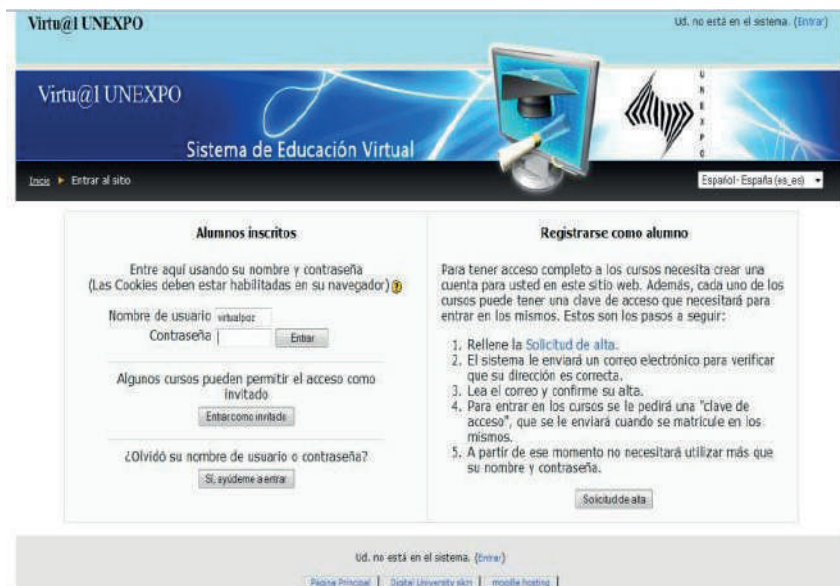 Virtu@l UNEXPO
Ud. no está en el sistema. (Entrar)
Virtu@l UNEXPO
Sistema de Educación Virtual
UNEXPO
Inicio ► Entrar al sitio
Español - España (es_es)
Alumnos inscritos
Entre aquí usando su nombre y contraseña
(Las Cookies deben estar habilitadas en su navegador) ?
Nombre de usuario virtualpoz
Contraseña Entrar
Algunos cursos pueden permitir el acceso como
invitado
Entrar como invitado
¿Olvidó su nombre de usuario o contraseña?
Sí, ayúdeme a entrar
Registrarse como alumno
Para tener acceso completo a los cursos necesita crear una
cuenta para usted en este sitio web. Además, cada uno de los
cursos puede tener una clave de acceso que necesitará para
entrar en los mismos. Estos son los pasos a seguir:
1. Rellene la Solicitud de alta.
2. El sistema le enviará un correo electrónico para verificar
que su dirección es correcta.
3. Lea el correo y confirme su alta.
4. Para entrar en los cursos se le pedirá una "clave de
acceso", que se le enviará cuando se matricule en los
mismos.
5. A partir de ese momento no necesitará utilizar más que
su nombre y contraseña.
Solicitud de alta
Ud. no está en el sistema. (Entrar)
Página Principal | Digital University skin | moodle hosting |